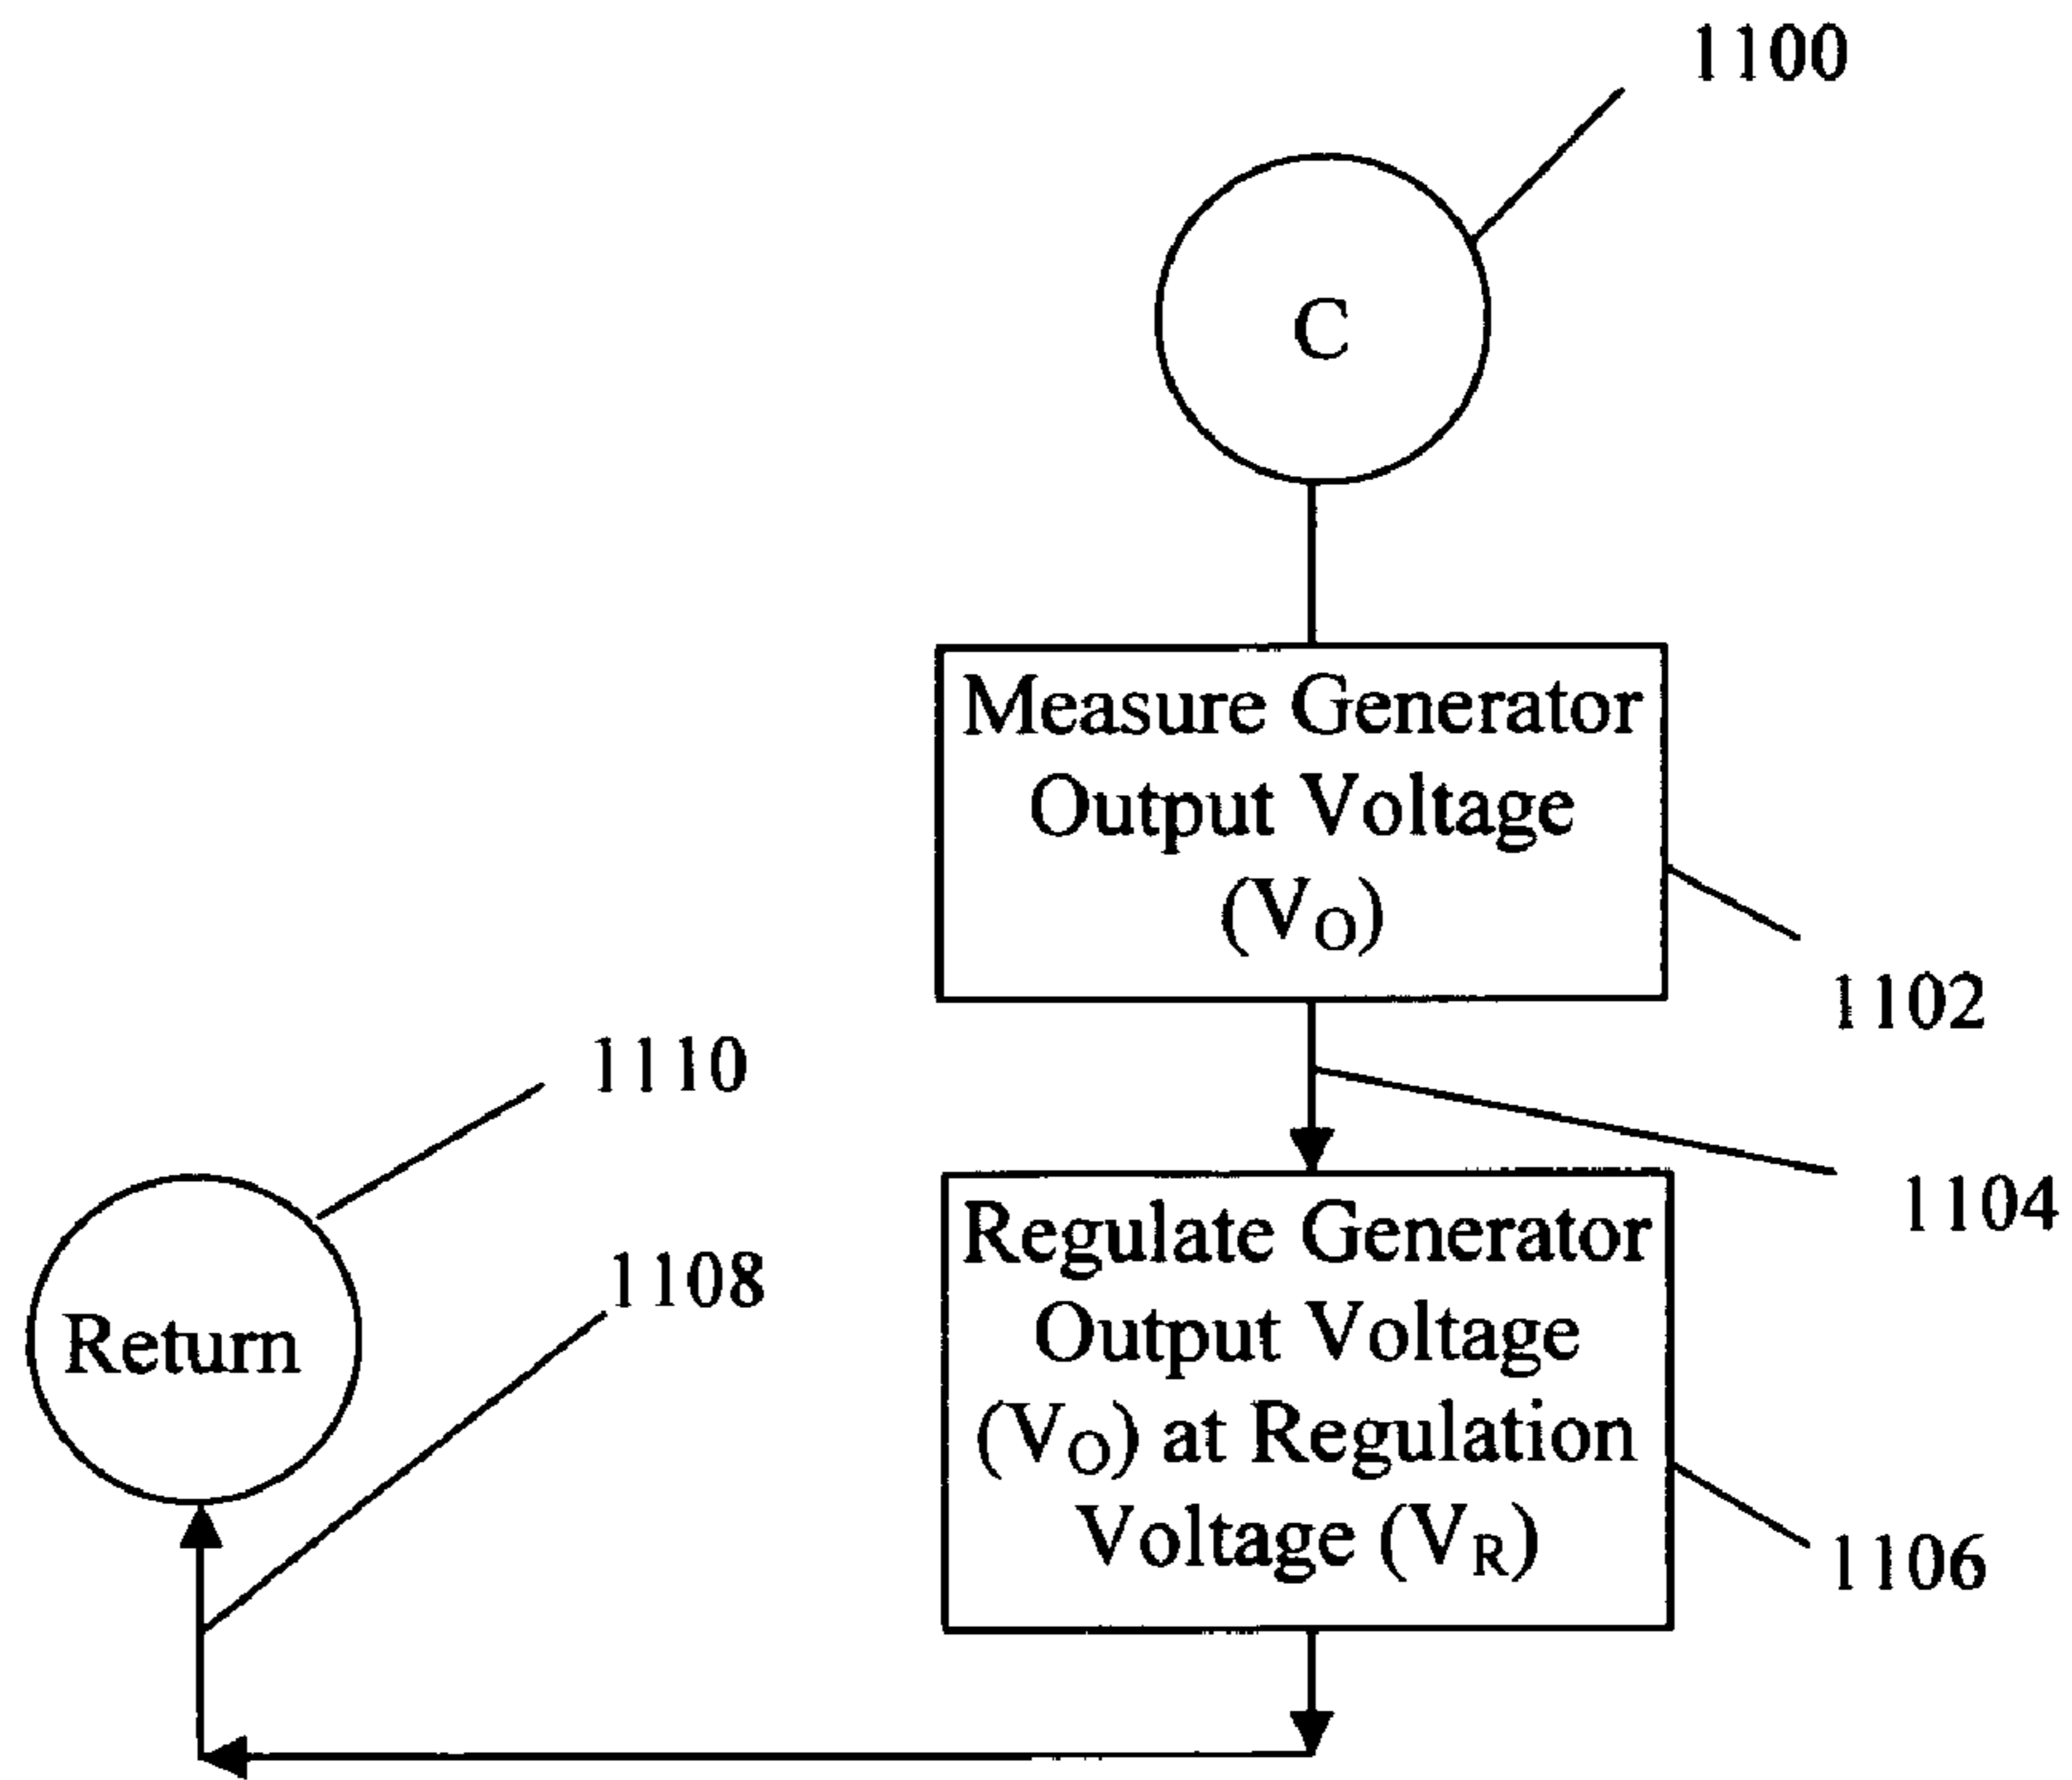 1100
C
Measure Generator
Output Voltage
(VO)
1102
1104
Regulate Generator
Output Voltage
(VO) at Regulation
Voltage (VR)
1106
1110
1108
Return